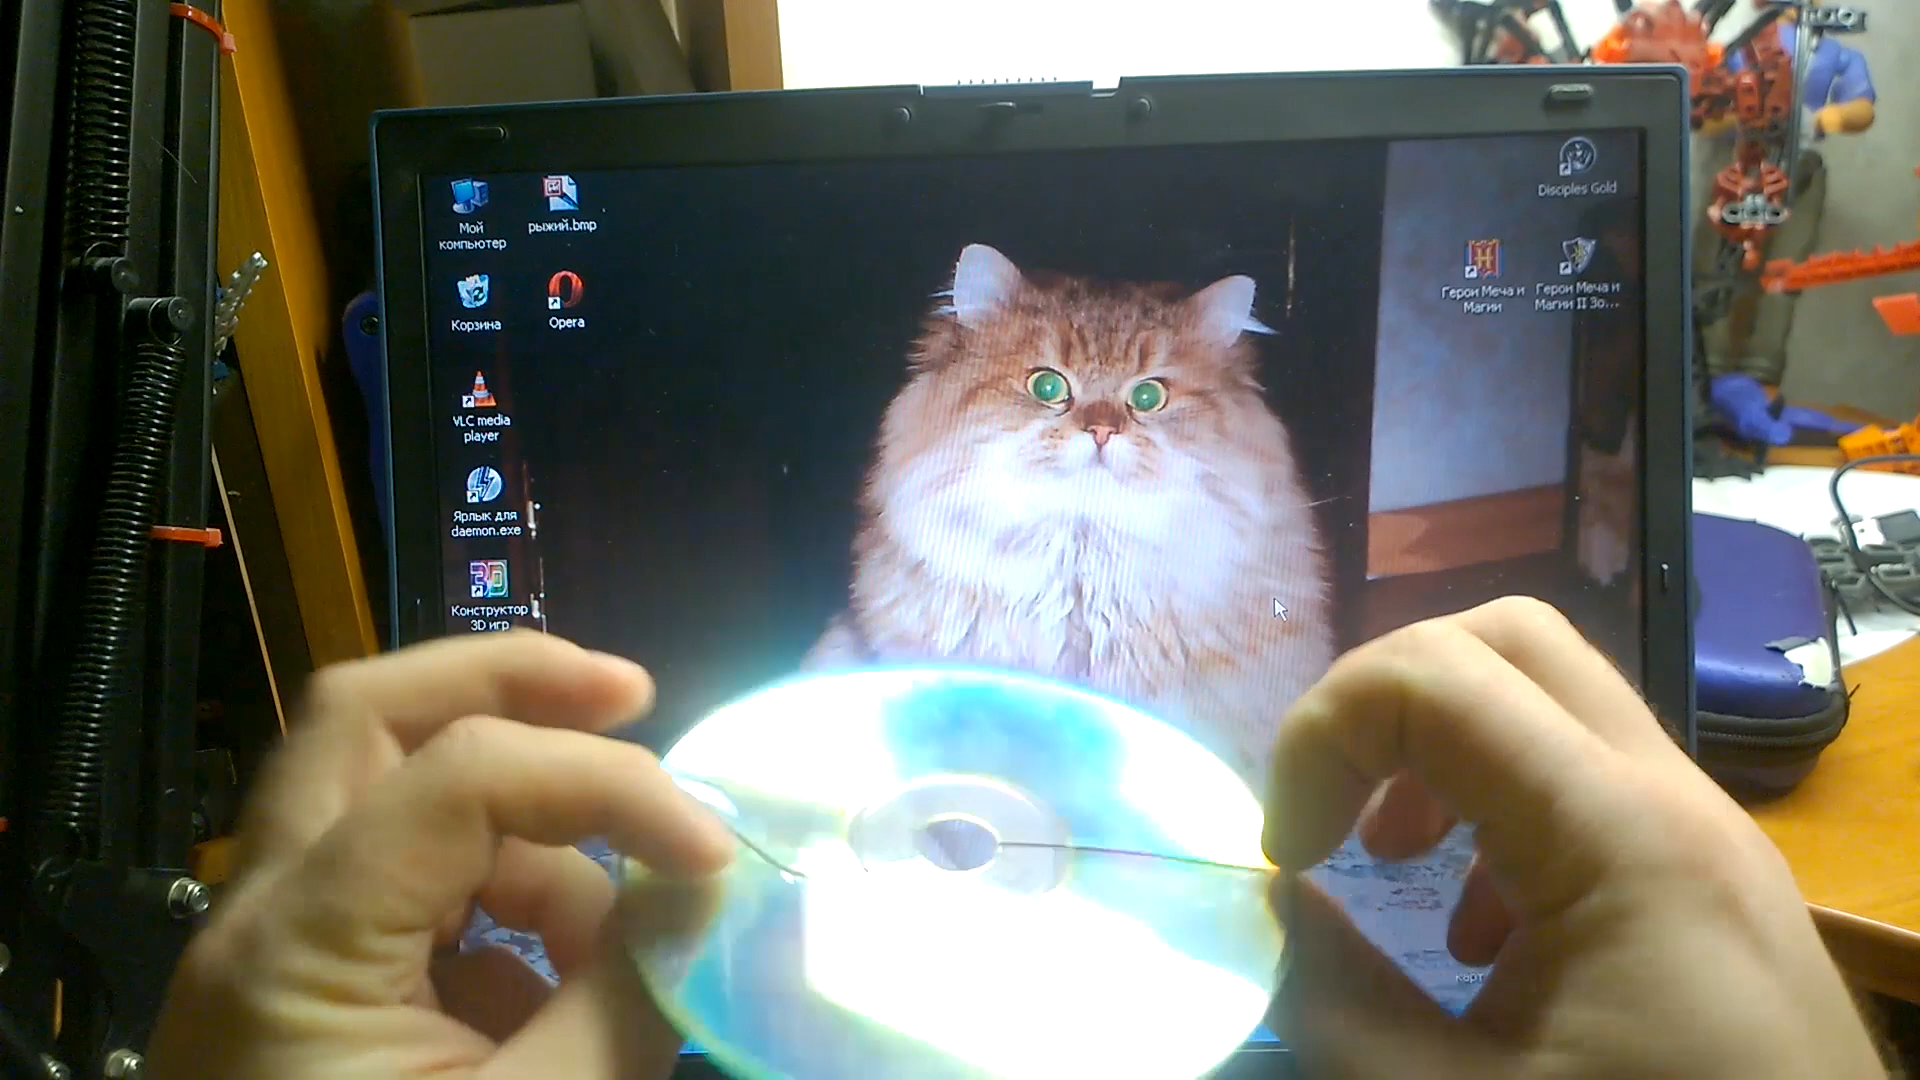 Мой
компьютер
рыжий.bmp
Корзина
Opera
VLC media
player
Ярлык для
daemon.exe
Конструктор
3D игр
Disciples Gold
Герои Меча и
Магии
Герои Меча и
Магии II Зо...